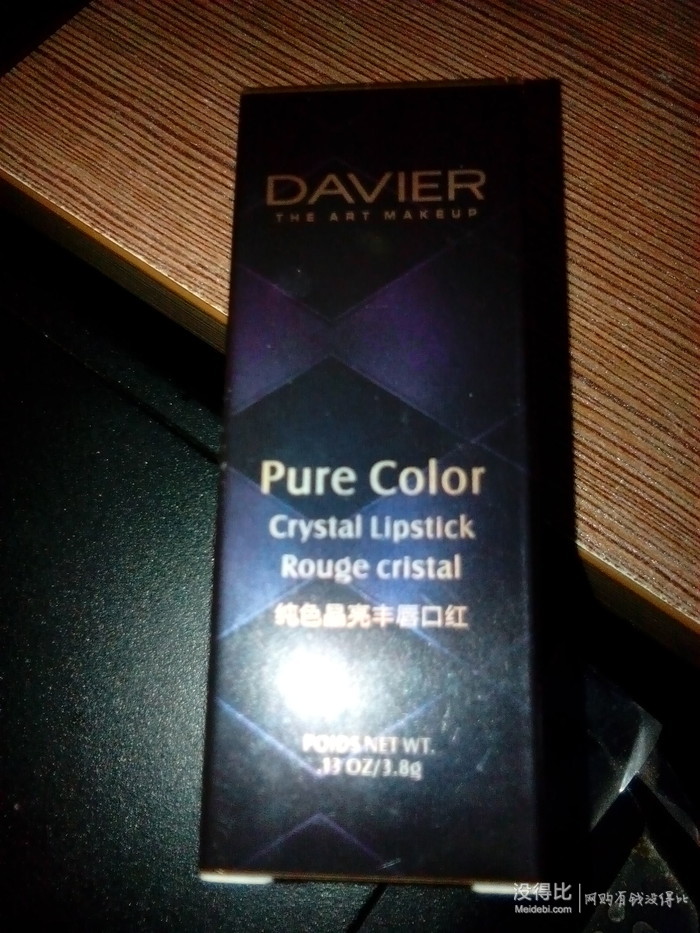 DAVIER
THE ART MAKEUP
Pure Color
Crystal Lipstick
Rouge cristal
纯色晶亮丰唇口红
POIDS NET WT.
.13 OZ/3.8g
没得比
Meidebi.com
网购有钱没得比